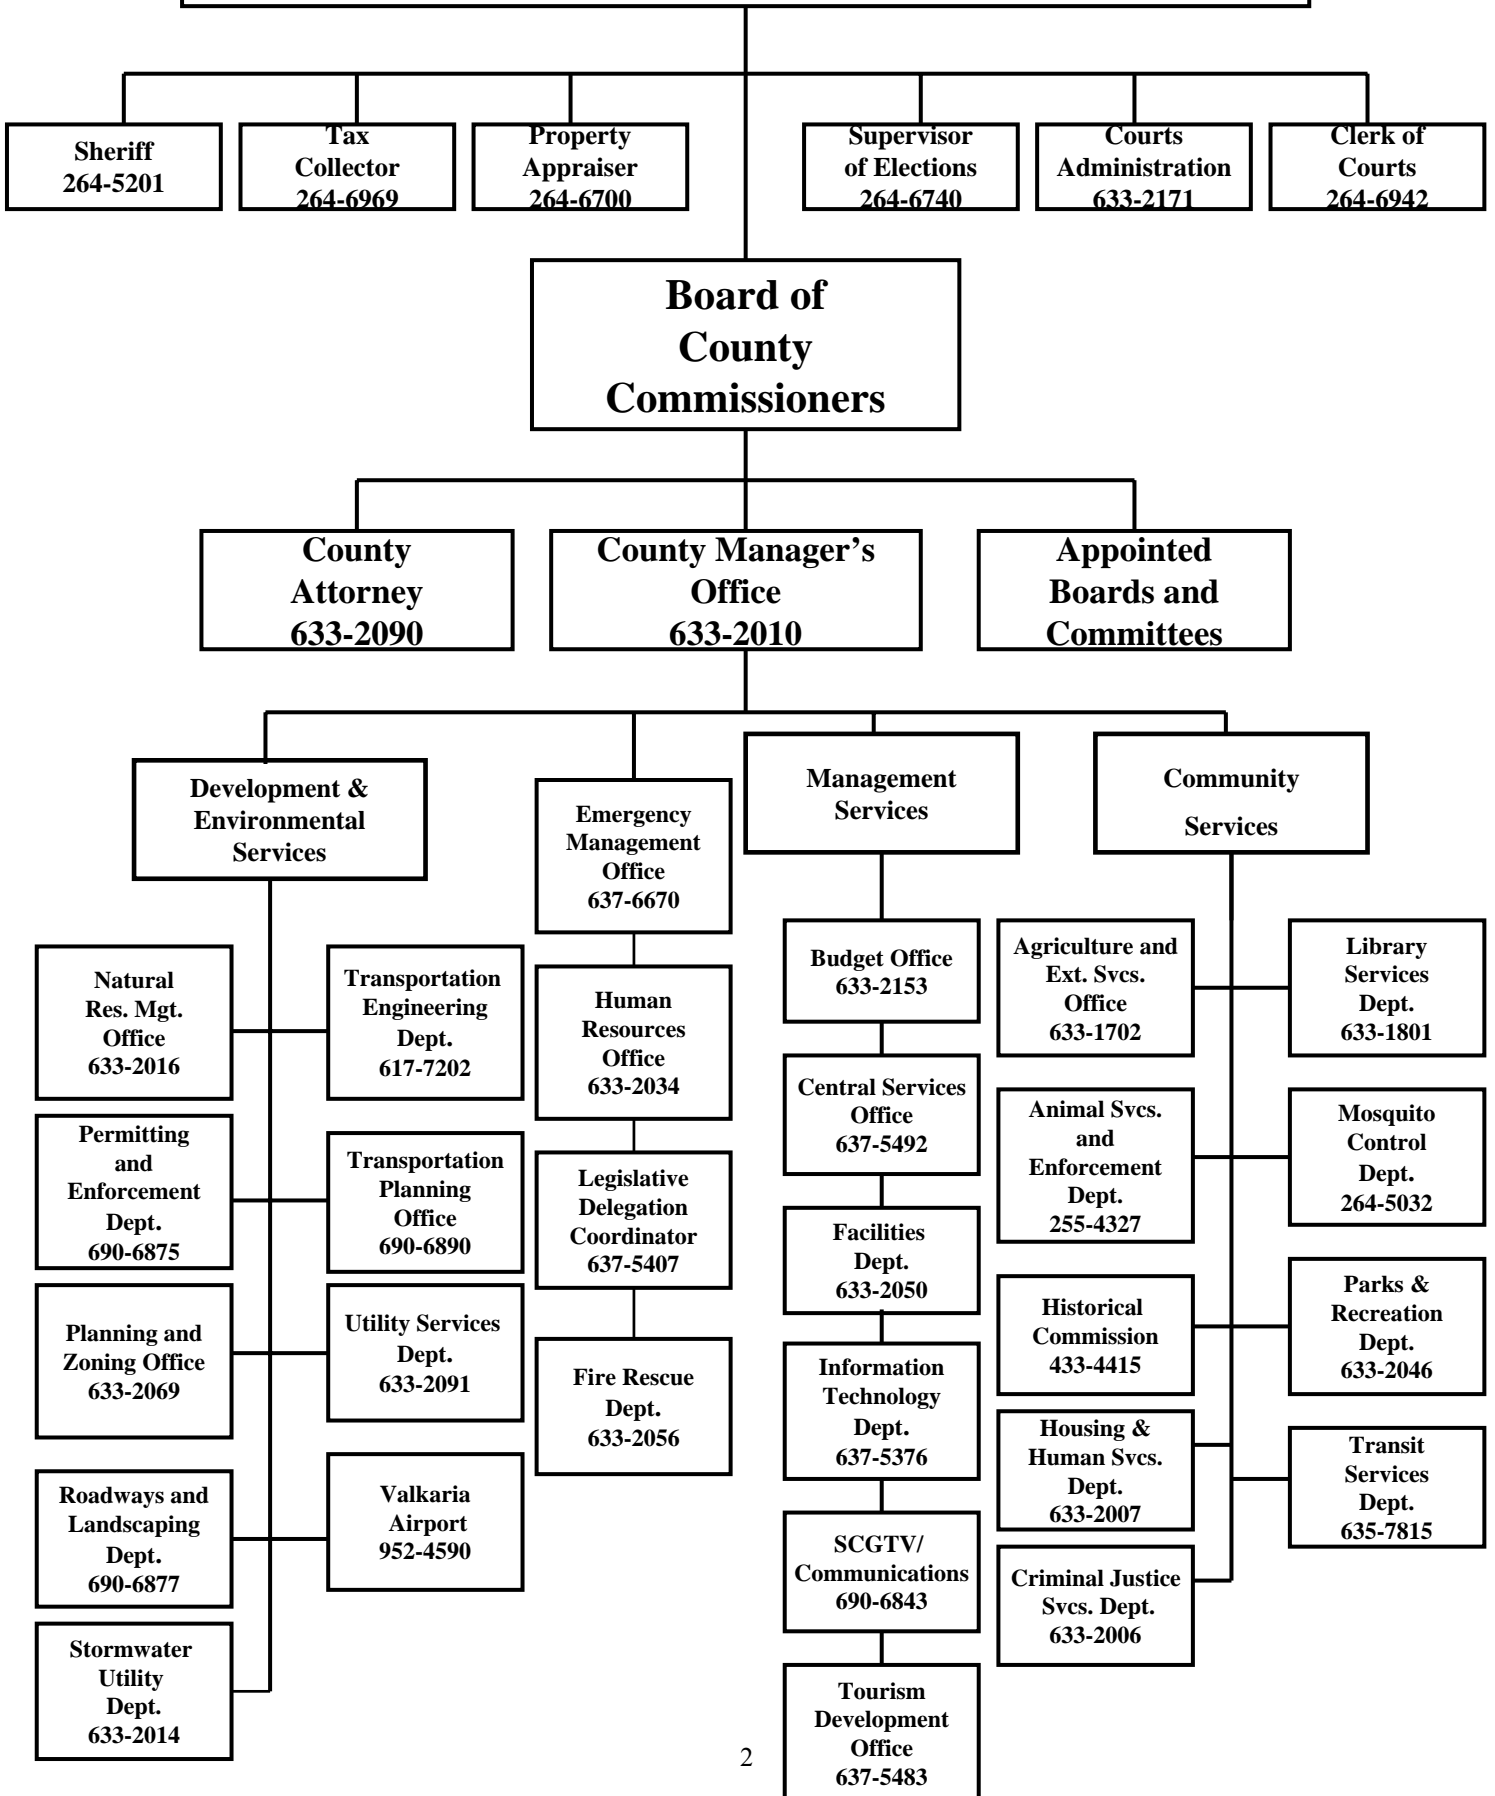 Sheriff
264-5201
Tax
Collector
264-6969
Property
Appraiser
264-6700
Supervisor
of Elections
264-6740
Courts
Administration
633-2171
Clerk of
Courts
264-6942
Board of
County
Commissioners
County
Attorney
633-2090
County Manager’s
Office
633-2010
Appointed
Boards and
Committees
Development &
Environmental
Services
Natural
Res. Mgt.
Office
633-2016
Transportation
Engineering
Dept.
617-7202
Permitting
and
Enforcement
Dept.
690-6875
Transportation
Planning
Office
690-6890
Planning and
Zoning Office
633-2069
Utility Services
Dept.
633-2091
Roadways and
Landscaping
Dept.
690-6877
Valkaria
Airport
952-4590
Stormwater
Utility
Dept.
633-2014
Emergency
Management
Office
637-6670
Human
Resources
Office
633-2034
Legislative
Delegation
Coordinator
637-5407
Fire Rescue
Dept.
633-2056
Management
Services
Budget Office
633-2153
Central Services
Office
637-5492
Facilities
Dept.
633-2050
Information
Technology
Dept.
637-5376
SCGTV/
Communications
690-6843
Tourism
Development
Office
637-5483
Community
Services
Agriculture and
Ext. Svcs.
Office
633-1702
Library
Services
Dept.
633-1801
Animal Svcs.
and
Enforcement
Dept.
255-4327
Mosquito
Control
Dept.
264-5032
Historical
Commission
433-4415
Parks &
Recreation
Dept.
633-2046
Housing &
Human Svcs.
Dept.
633-2007
Transit
Services
Dept.
635-7815
Criminal Justice
Svcs. Dept.
633-2006
2